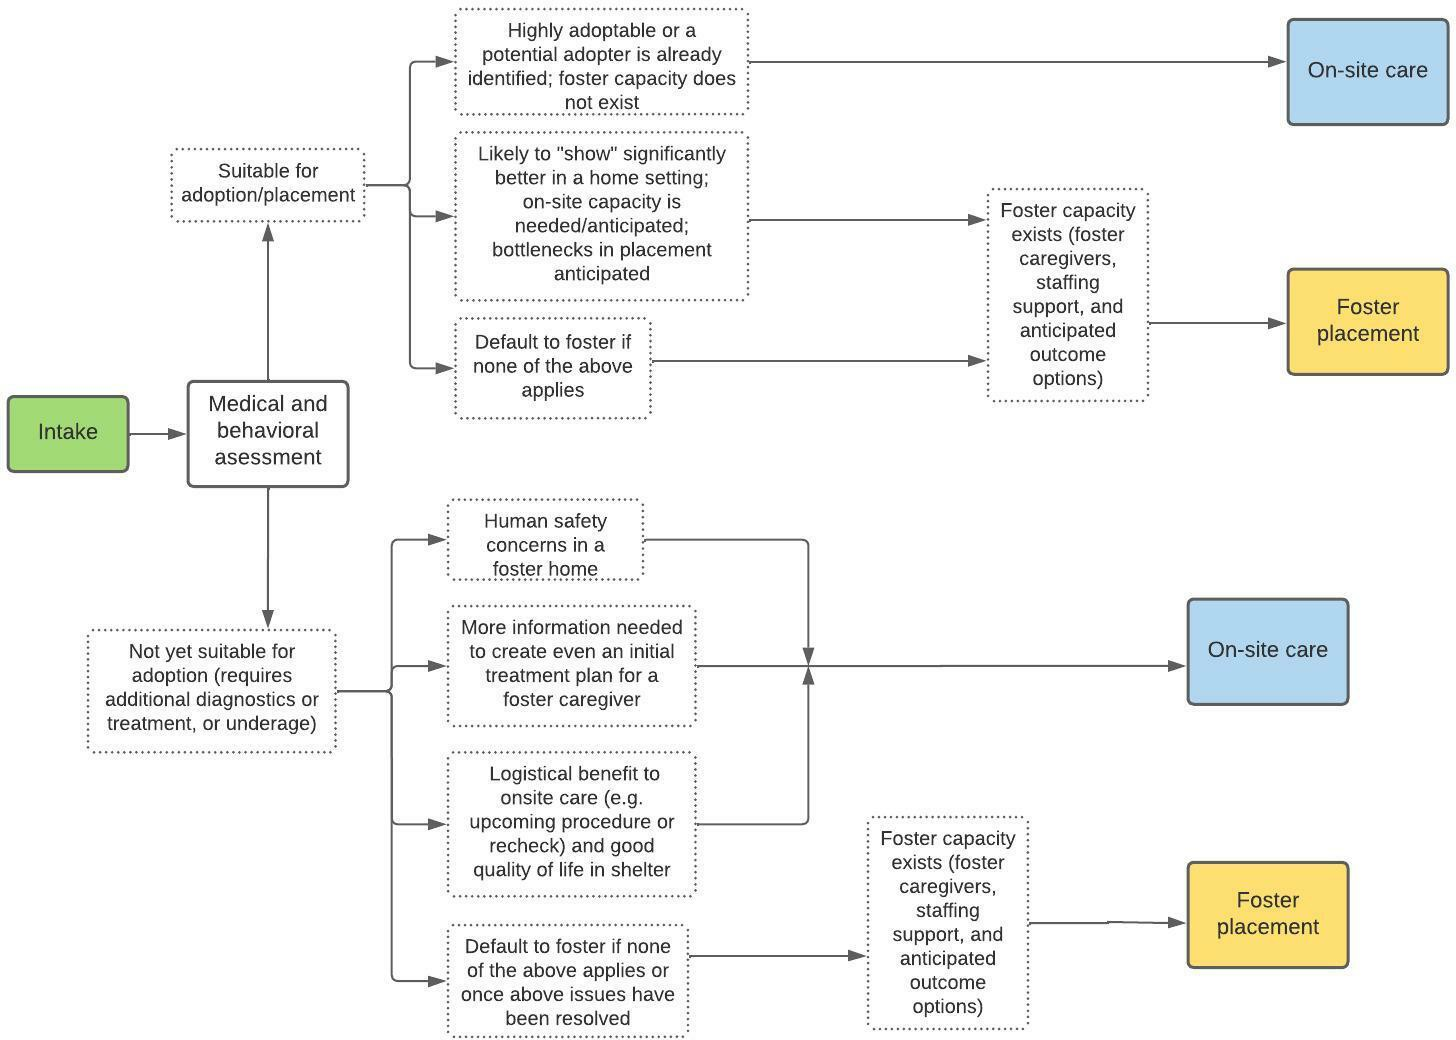 Highly adoptable or a
potential adopter is already
identified; foster capacity does
not exist
On-site care
Suitable for
adoption/placement
Likely to "show" significantly
better in a home setting;
on-site capacity is
needed/anticipated;
bottlenecks in placement
anticipated
Foster capacity
exists (foster
caregivers,
staffing
support, and
anticipated
outcome
options)
Foster
placement
Default to foster if
none of the above
applies
Intake
Medical and
behavioral
asessment
Human safety
concerns in a
foster home
Not yet suitable for
adoption (requires
additional diagnostics or
treatment, or underage)
More information needed
to create even an initial
treatment plan for a
foster caregiver
On-site care
Logistical benefit to
onsite care (e.g.
upcoming procedure or
recheck) and good
quality of life in shelter
Default to foster if none
of the above applies or
once above issues have
been resolved
Foster capacity
exists (foster
caregivers,
staffing
support, and
anticipated
outcome
options)
Foster
placement